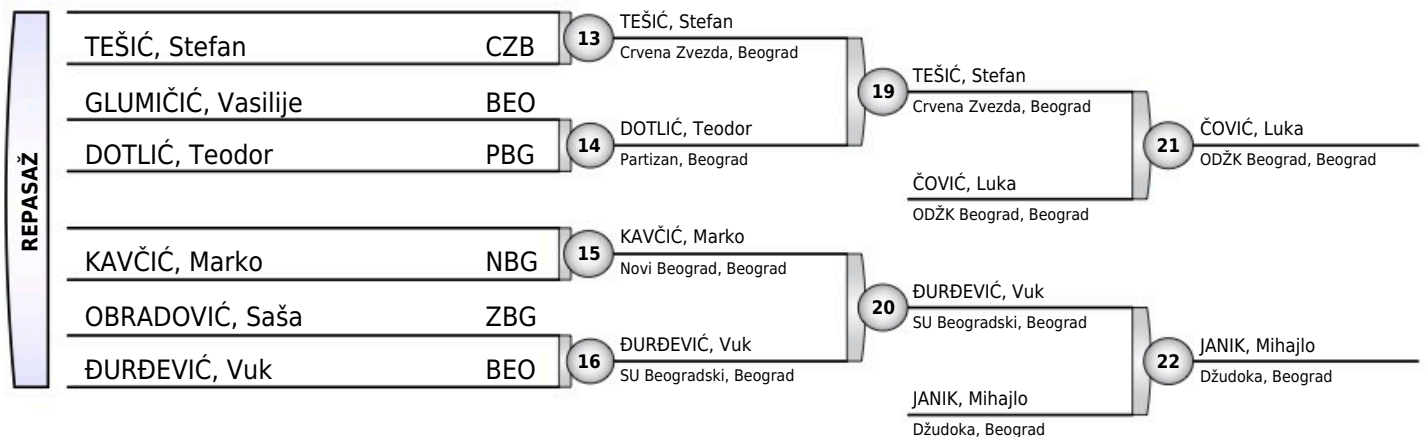 REPASAŽ
TEŠIĆ, Stefan CZB
GLUMIČIĆ, Vasilije BEO
DOTLIĆ, Teodor PBG
KAVČIĆ, Marko NBG
OBRADOVIĆ, Saša ZBG
ĐURĐEVIĆ, Vuk BEO
13
TEŠIĆ, Stefan
Crvena Zvezda, Beograd
14
DOTLIĆ, Teodor
Partizan, Beograd
15
KAVČIĆ, Marko
Novi Beograd, Beograd
16
ĐURĐEVIĆ, Vuk
SU Beogradski, Beograd
19
TEŠIĆ, Stefan
Crvena Zvezda, Beograd
ČOVIĆ, Luka
ODŽK Beograd, Beograd
20
ĐURĐEVIĆ, Vuk
SU Beogradski, Beograd
JANIK, Mihajlo
Džudoka, Beograd
21
ČOVIĆ, Luka
ODŽK Beograd, Beograd
22
JANIK, Mihajlo
Džudoka, Beograd